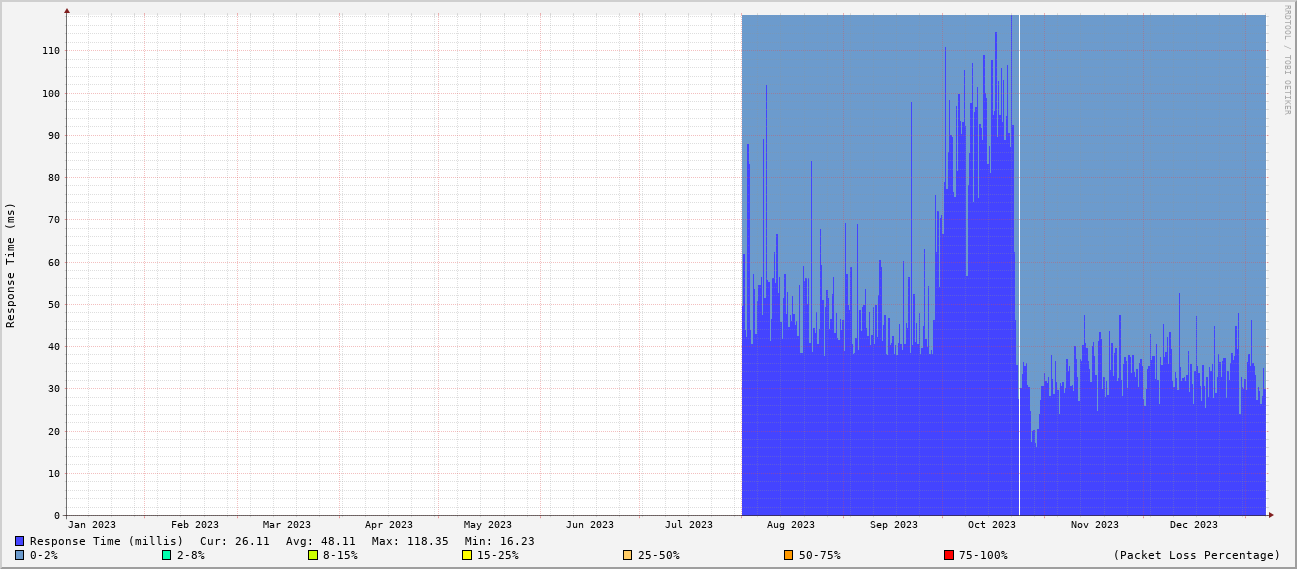 RRDTOOL / TOBI OETIKER
Response Time (ms)
110
100
90
80
70
60
50
40
30
20
10
0
Jan 2023 Feb 2023 Mar 2023 Apr 2023 May 2023 Jun 2023 Jul 2023 Aug 2023 Sep 2023 Oct 2023 Nov 2023 Dec 2023
Response Time (millis) Cur: 26.11 Avg: 48.11 Max: 118.35 Min: 16.23
0-2% 2-8% 8-15% 15-25% 25-50% 50-75% 75-100% (Packet Loss Percentage)